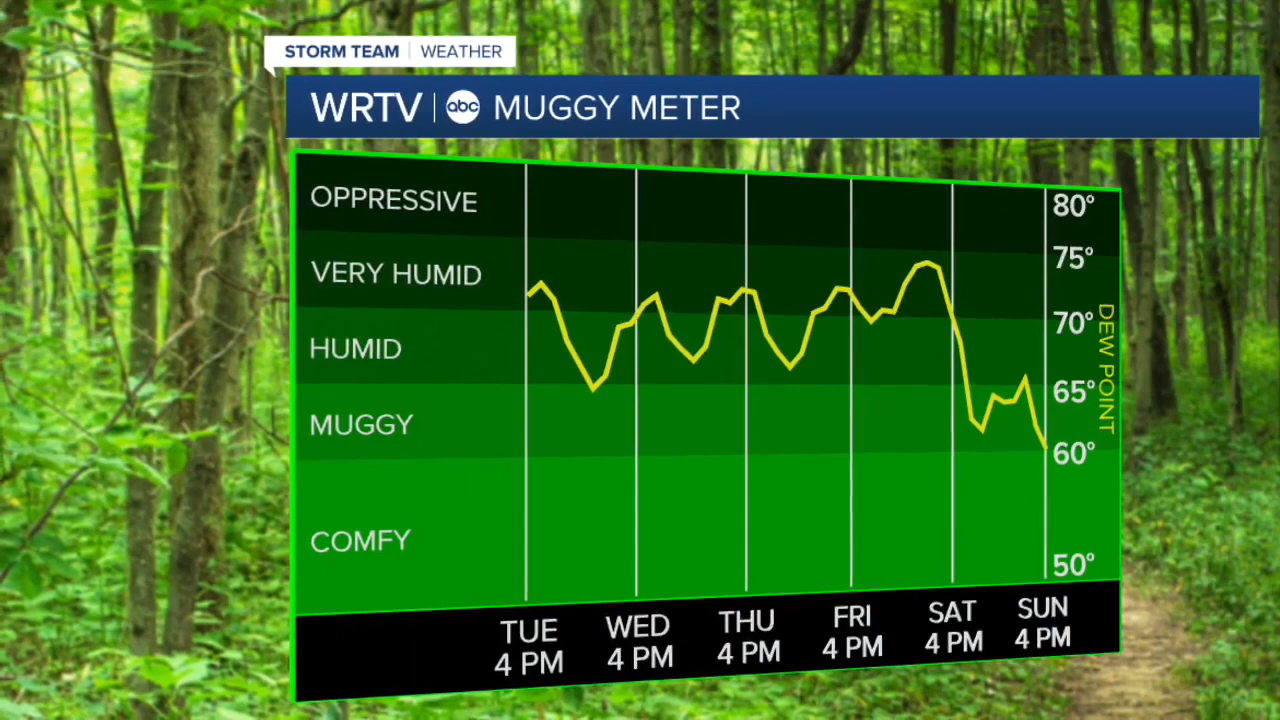 STORM TEAM | WEATHER
WRTV | abc MUGGY METER
OPPRESSIVE
VERY HUMID
HUMID
MUGGY
COMFY
80°
75°
70°
65°
60°
50°
DEW POINT
TUE WED THU FRI SAT SUN
4 PM 4 PM 4 PM 4 PM 4 PM 4 PM